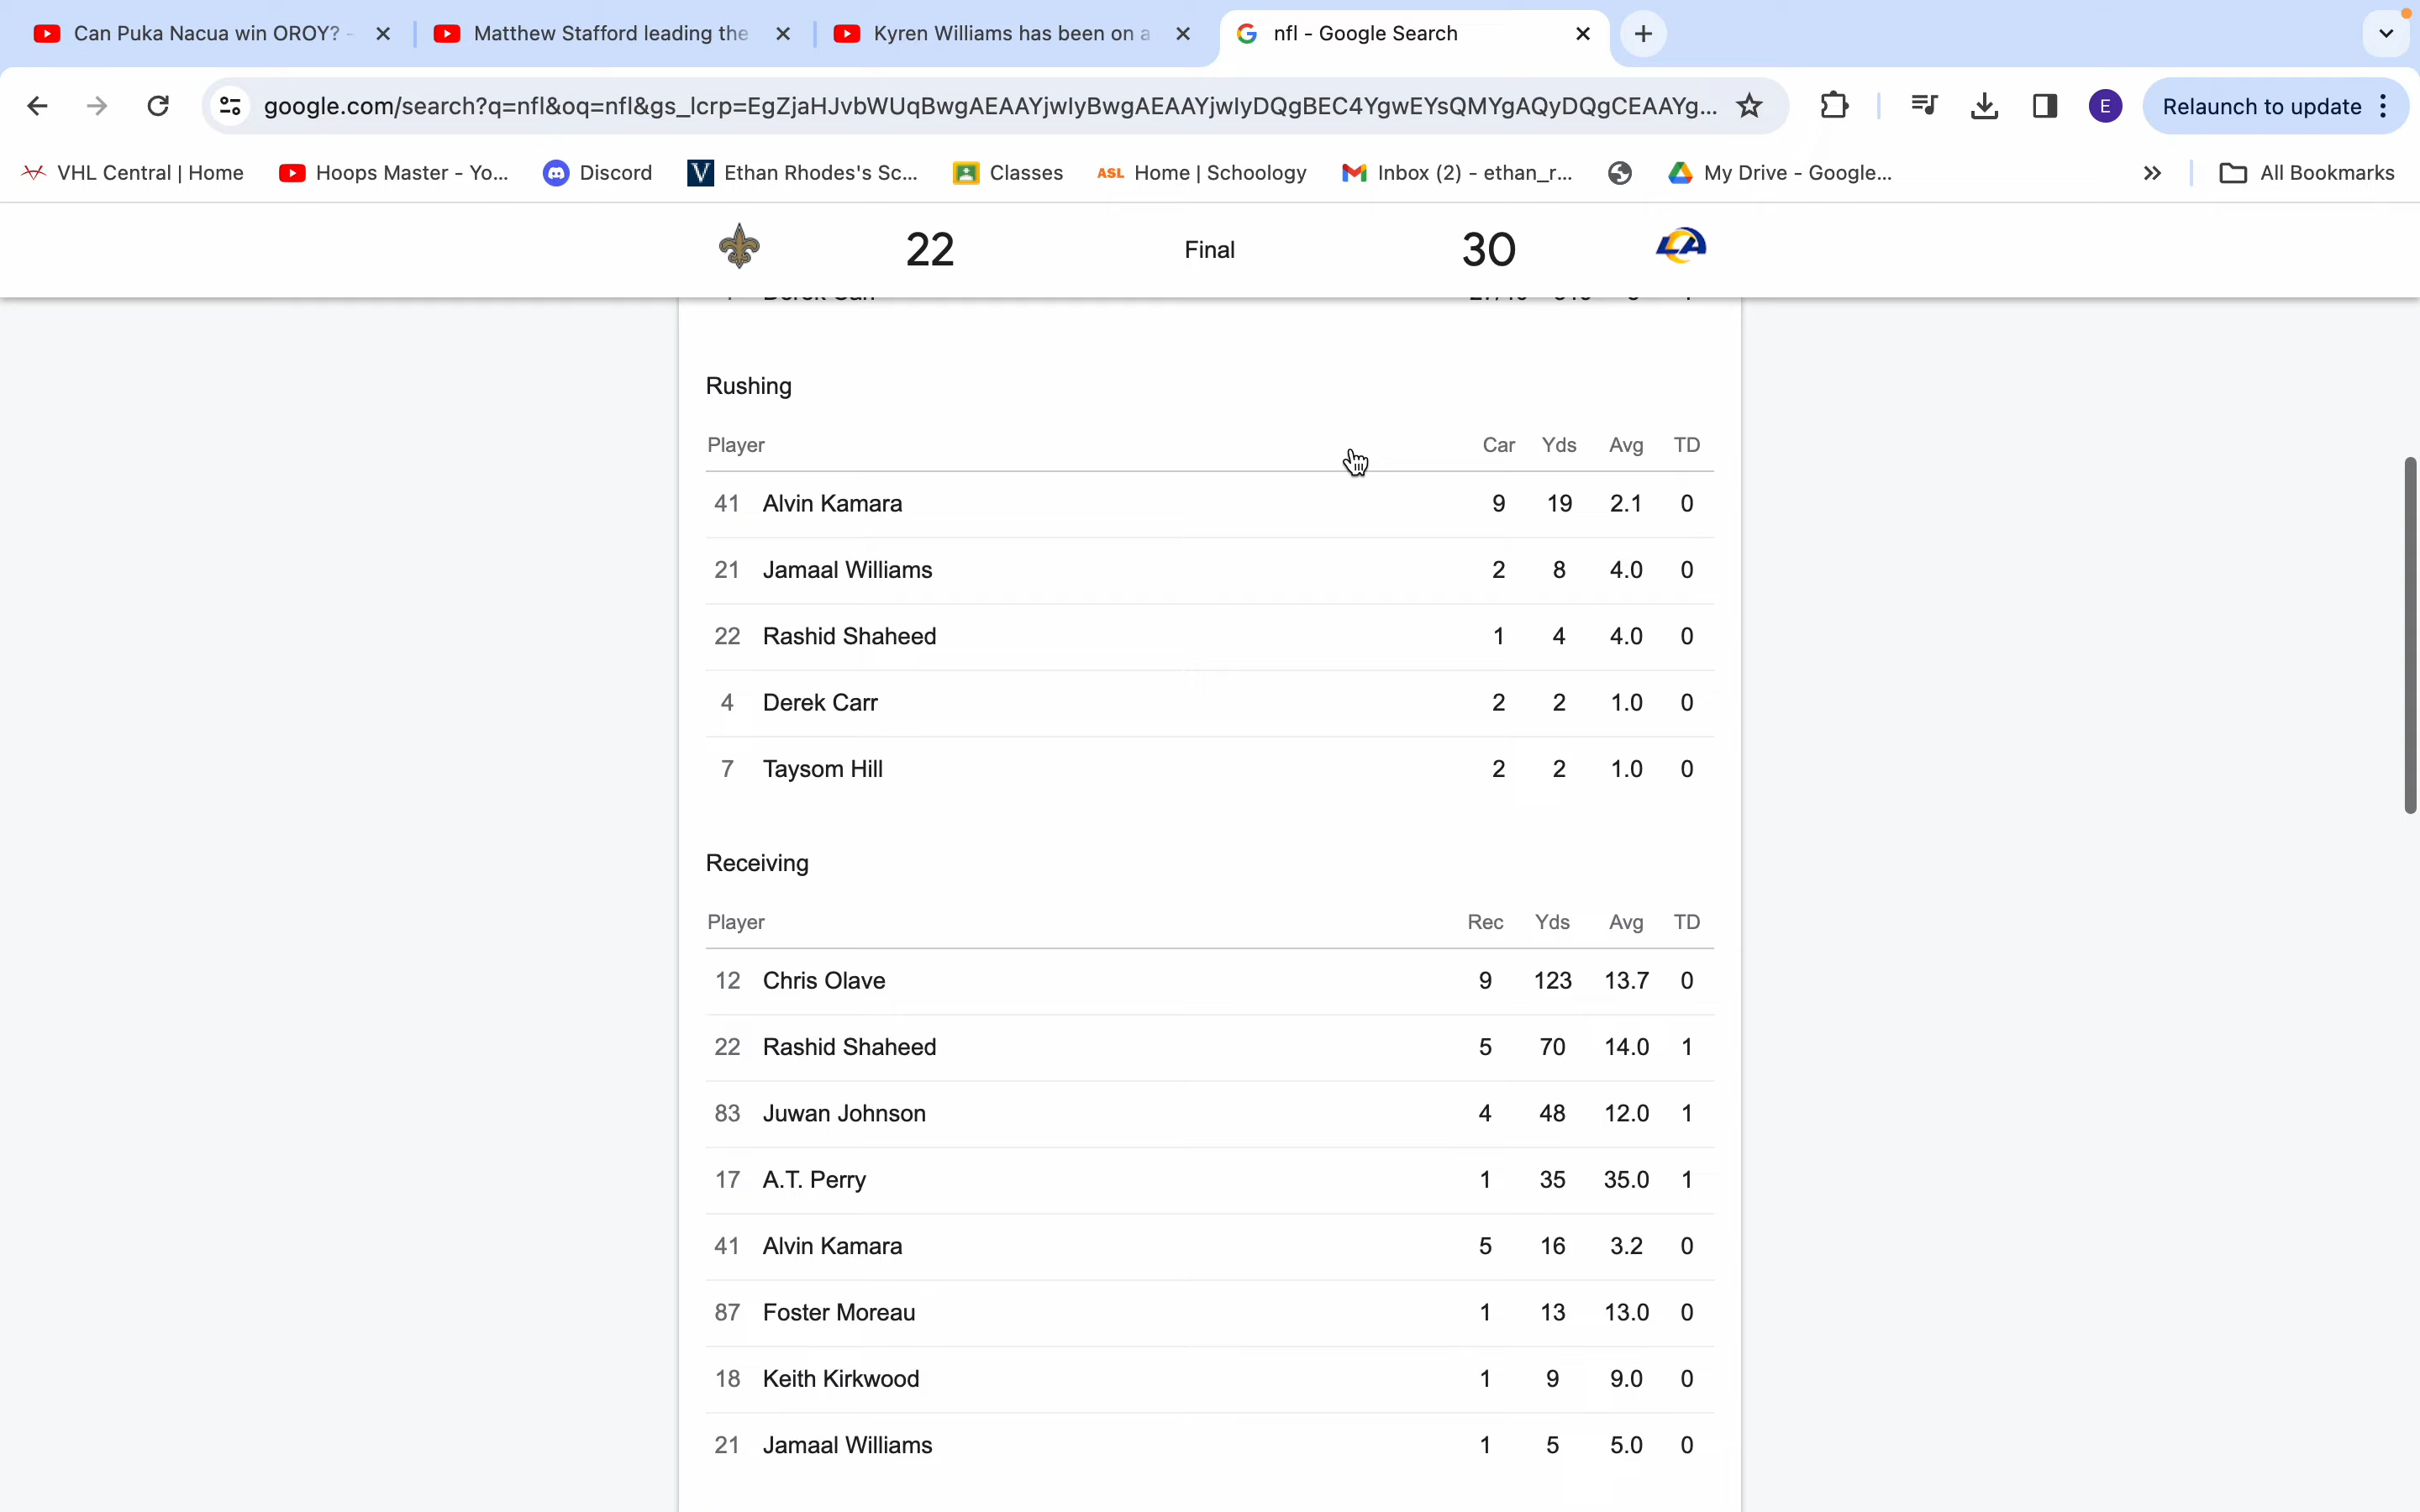 Can Puka Nacua win OROY? -
Matthew Stafford leading the
Kyren Williams has been on a
nfl - Google Search
google.com/search?q=nfl&oq=nfl&gs_lcrp=EgZjaHJvbWUqBwgAEAAYjwIyBwgAEAAYjwIyDQgBEC4YgwEYsQMYgAQyDQgCEAAYg...
E
Relaunch to update
VHL Central | Home
Hoops Master - Yo...
Discord
V
Ethan Rhodes's Sc...
Classes
ASL
Home | Schoology
Inbox (2) - ethan_r...
My Drive - Google...
All Bookmarks
22 Final 30
LA
Rushing
Player Car Yds Avg TD
41 Alvin Kamara 9 19 2.1 0
21 Jamaal Williams 2 8 4.0 0
22 Rashid Shaheed 1 4 4.0 0
4 Derek Carr 2 2 1.0 0
7 Taysom Hill 2 2 1.0 0
Receiving
Player Rec Yds Avg TD
12 Chris Olave 9 123 13.7 0
22 Rashid Shaheed 5 70 14.0 1
83 Juwan Johnson 4 48 12.0 1
17 A.T. Perry 1 35 35.0 1
41 Alvin Kamara 5 16 3.2 0
87 Foster Moreau 1 13 13.0 0
18 Keith Kirkwood 1 9 9.0 0
21 Jamaal Williams 1 5 5.0 0